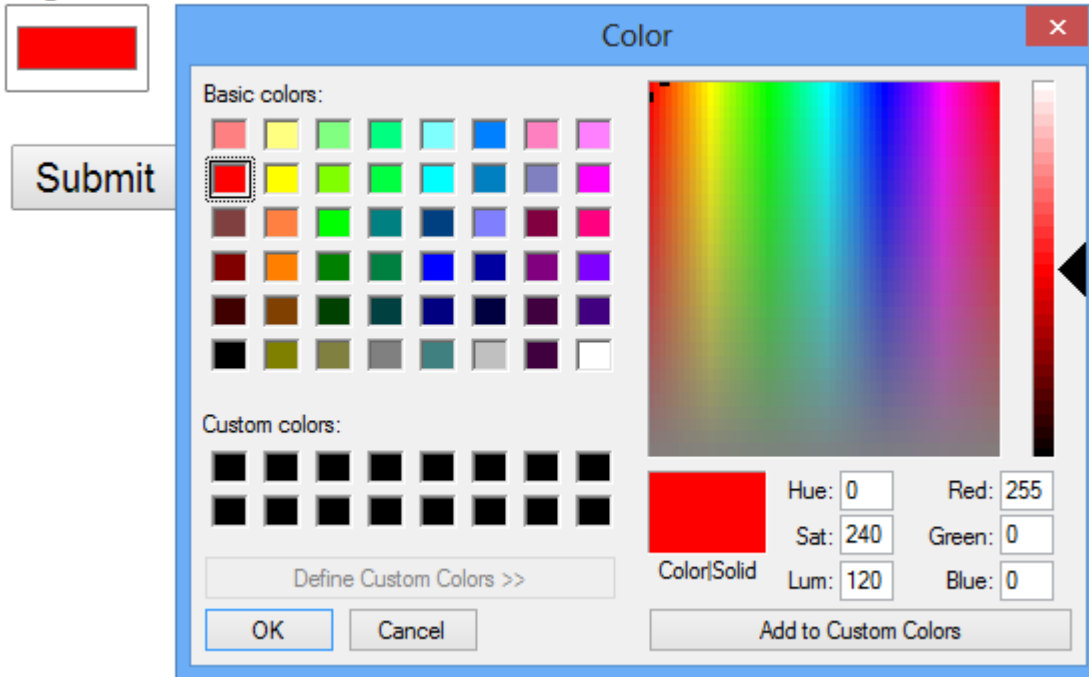 Color
Basic colors:
Submit
Custom colors:
Hue: 0 Red: 255
Sat: 240 Green: 0
Color|Solid Lum: 120 Blue: 0
Define Custom Colors >>
OK Cancel Add to Custom Colors